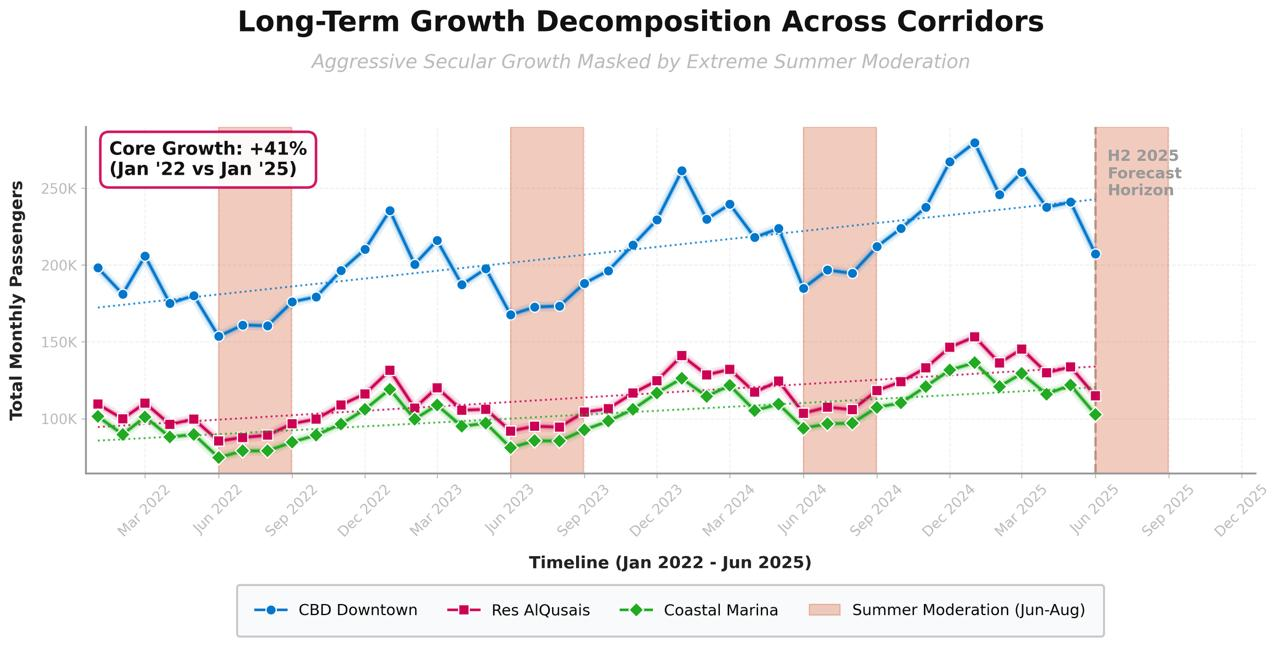 Long-Term Growth Decomposition Across Corridors
Aggressive Secular Growth Masked by Extreme Summer Moderation
Core Growth: +41%
(Jan '22 vs Jan '25)
H2 2025
Forecast
Horizon
Total Monthly Passengers
250K
200K
150K
100K
Mar 2022
Jun 2022
Sep 2022
Dec 2022
Mar 2023
Jun 2023
Sep 2023
Dec 2023
Mar 2024
Jun 2024
Sep 2024
Dec 2024
Mar 2025
Jun 2025
Sep 2025
Dec 2025
Timeline (Jan 2022 - Jun 2025)
CBD Downtown
Res AlQusais
Coastal Marina
Summer Moderation (Jun-Aug)